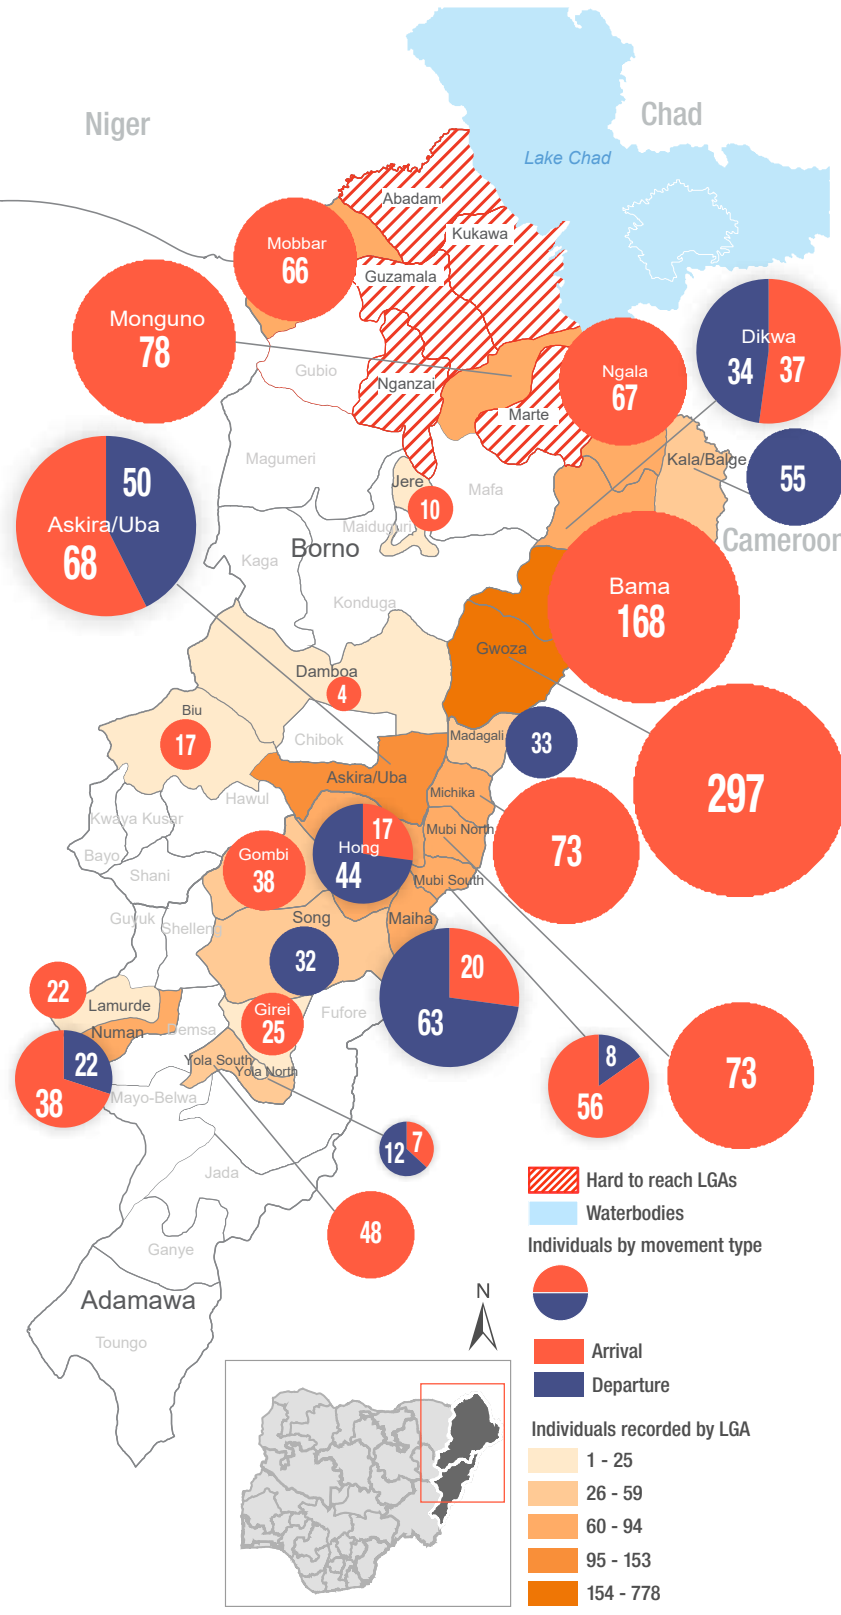 Niger
Chad
Lake Chad
Abadam
Kukawa
Mobbar
66
Guzamala
Monguno
78
Dikwa
34
37
Gubio
Nganzai
Ngala
67
Marte
Magumeri
Kala/Balge
55
Jere
10
Mafa
50
Askira/Uba
68
Maiduguri
Borno
Cameroon
Kaga
Bama
168
Konduga
Gwoza
Damboa
4
Biu
17
Chibok
Madagali
33
Askira/Uba
Michika
297
Hawul
Kwaya Kusar
Mubi North
17
Hong
44
73
Bayo
Gombi
38
Shani
Mubi South
Guyuk
Shelleng
Song
Maiha
32
20
63
22
Lamurde
Numan
Demsa
Girei
25
Fufore
22
38
Yola South
Yola North
8
56
73
Mayo-Belwa
7
12
Jada
48
Ganye
Adamawa
Toungo
N
Hard to reach LGAs
Waterbodies
Individuals by movement type
Arrival
Departure
Individuals recorded by LGA
1 - 25
26 - 59
60 - 94
95 - 153
154 - 778